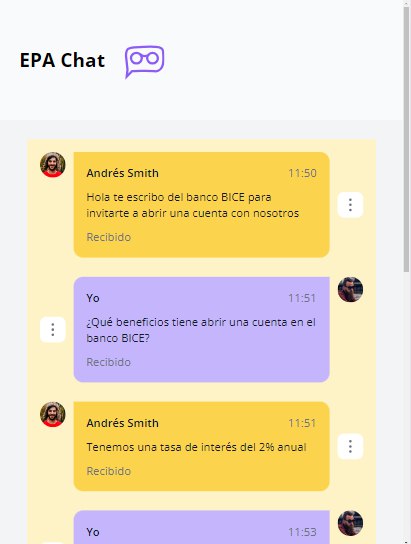 EPA Chat
Andrés Smith 11:50
Hola te escribo del banco BICE para
invitarte a abrir una cuenta con nosotros
Recibido
Yo 11:51
¿Qué beneficios tiene abrir una cuenta en el
banco BICE?
Recibido
Andrés Smith 11:51
Tenemos una tasa de interés del 2% anual
Recibido
Yo 11:53